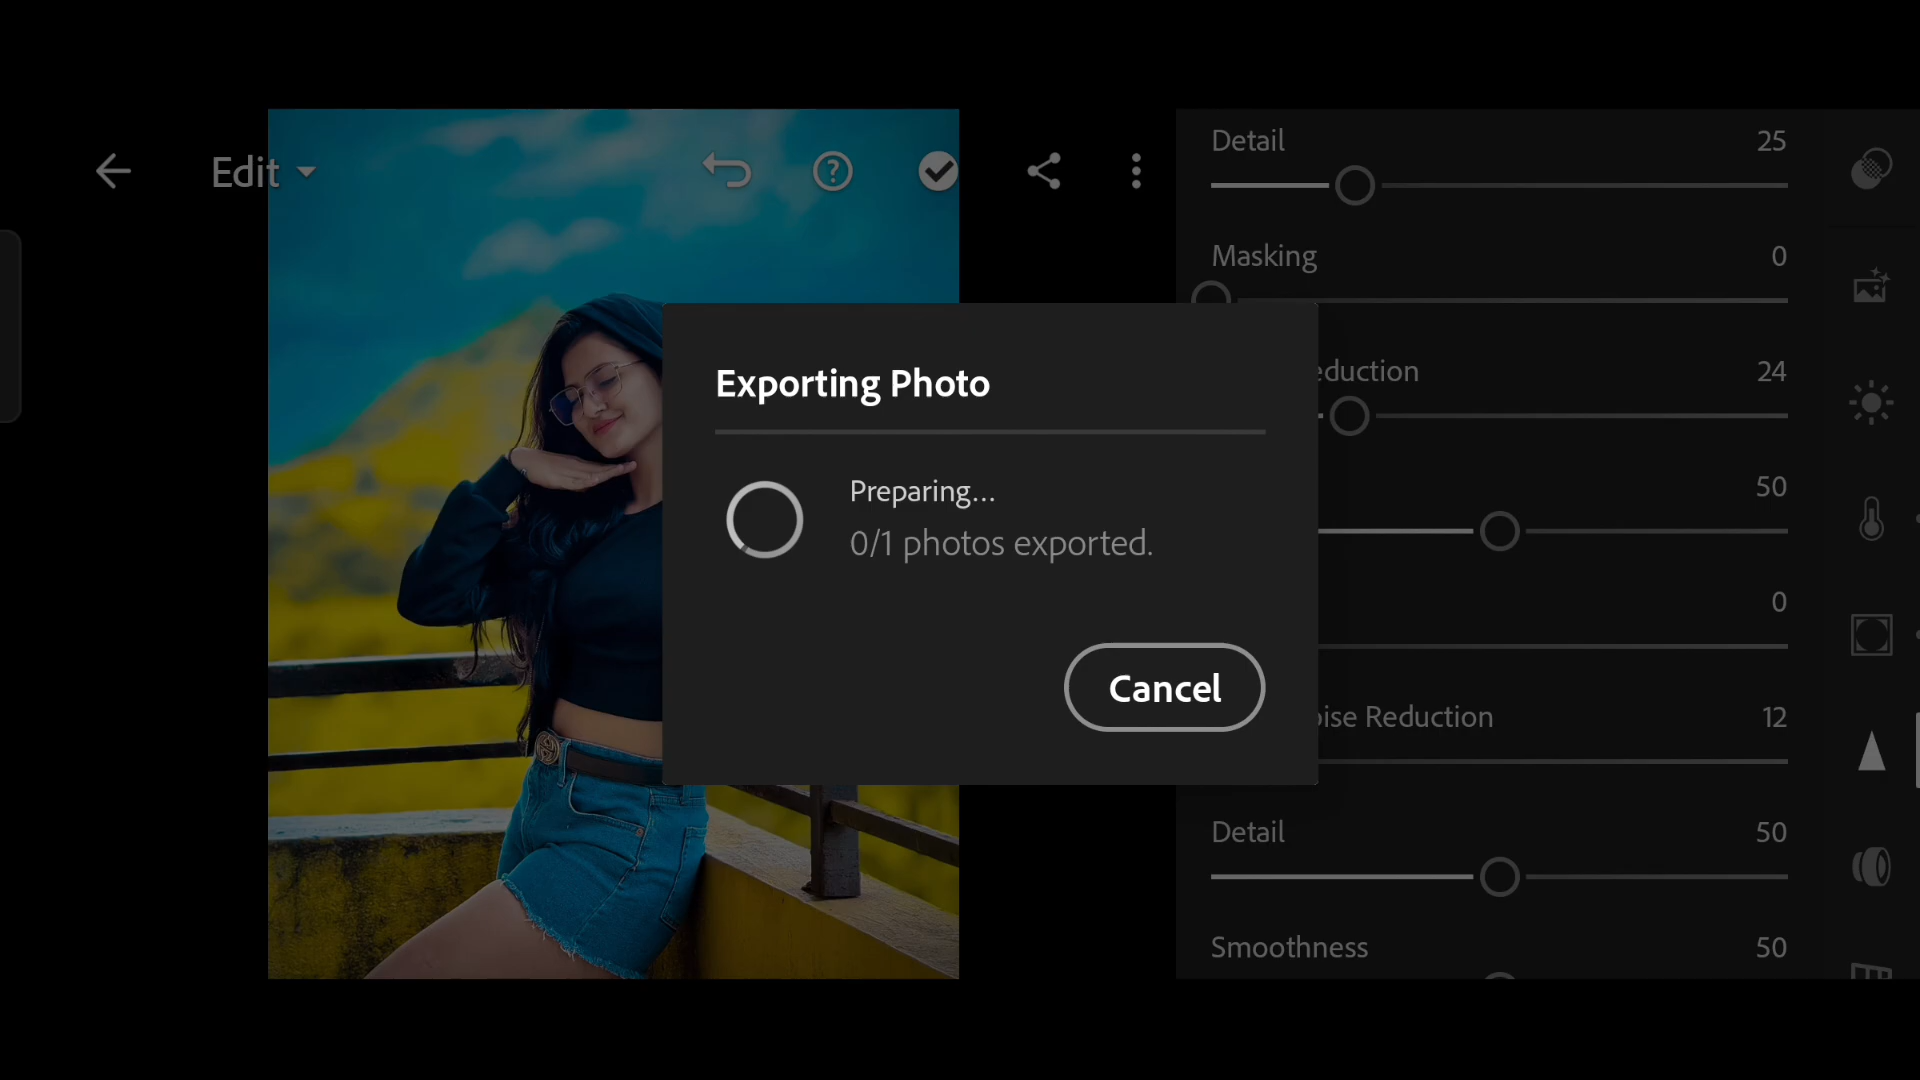 Edit
Detail 25
Masking 0
eduction 24
50
0
ise Reduction 12
Detail 50
Smoothness 50
Exporting Photo
Preparing...
0/1 photos exported.
Cancel